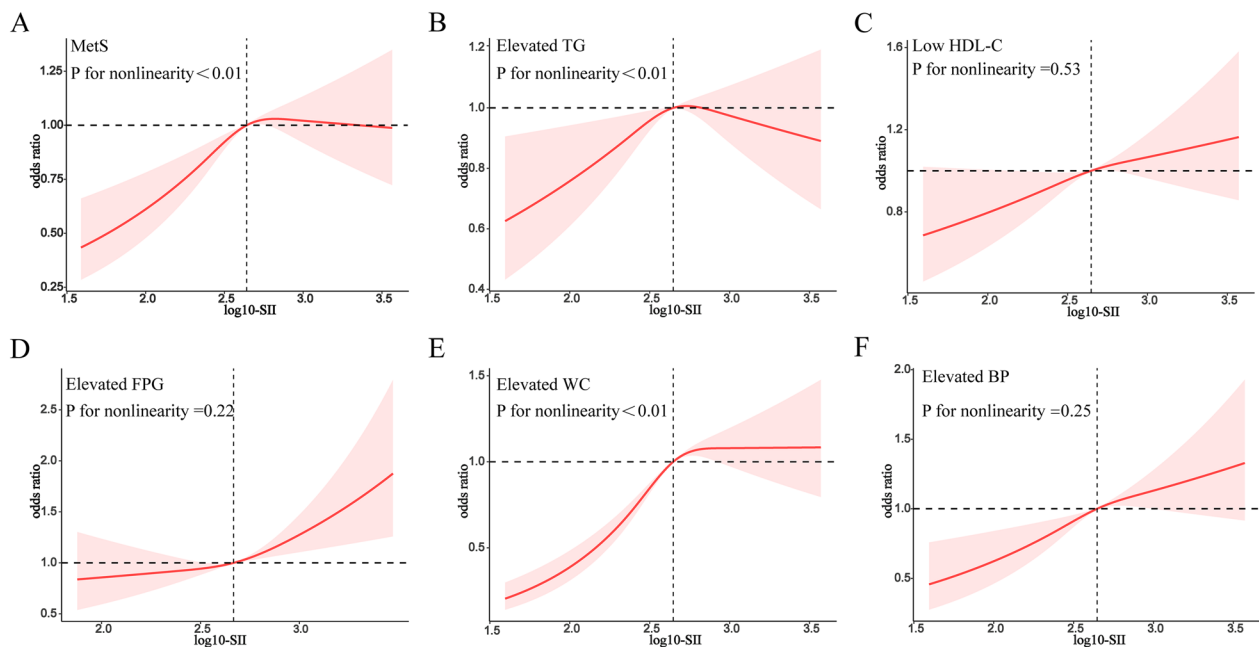 A
MetS
P for nonlinearity＜0.01
odds ratio
1.25
1.00
0.75
0.50
0.25
1.5 2.0 2.5 3.0 3.5
log10-SII
B
Elevated TG
P for nonlinearity＜0.01
odds ratio
1.2
1.0
0.8
0.6
0.4
1.5 2.0 2.5 3.0 3.5
log10-SII
C
Low HDL-C
P for nonlinearity =0.53
odds ratio
1.6
1.2
0.8
1.5 2.0 2.5 3.0 3.5
log10-SII
D
Elevated FPG
P for nonlinearity =0.22
odds ratio
2.5
2.0
1.5
1.0
0.5
2.0 2.5 3.0
log10-SII
E
Elevated WC
P for nonlinearity＜0.01
odds ratio
1.5
1.0
0.5
1.5 2.0 2.5 3.0 3.5
log10-SII
F
Elevated BP
P for nonlinearity =0.25
odds ratio
2.0
1.5
1.0
0.5
1.5 2.0 2.5 3.0 3.5
log10-SII